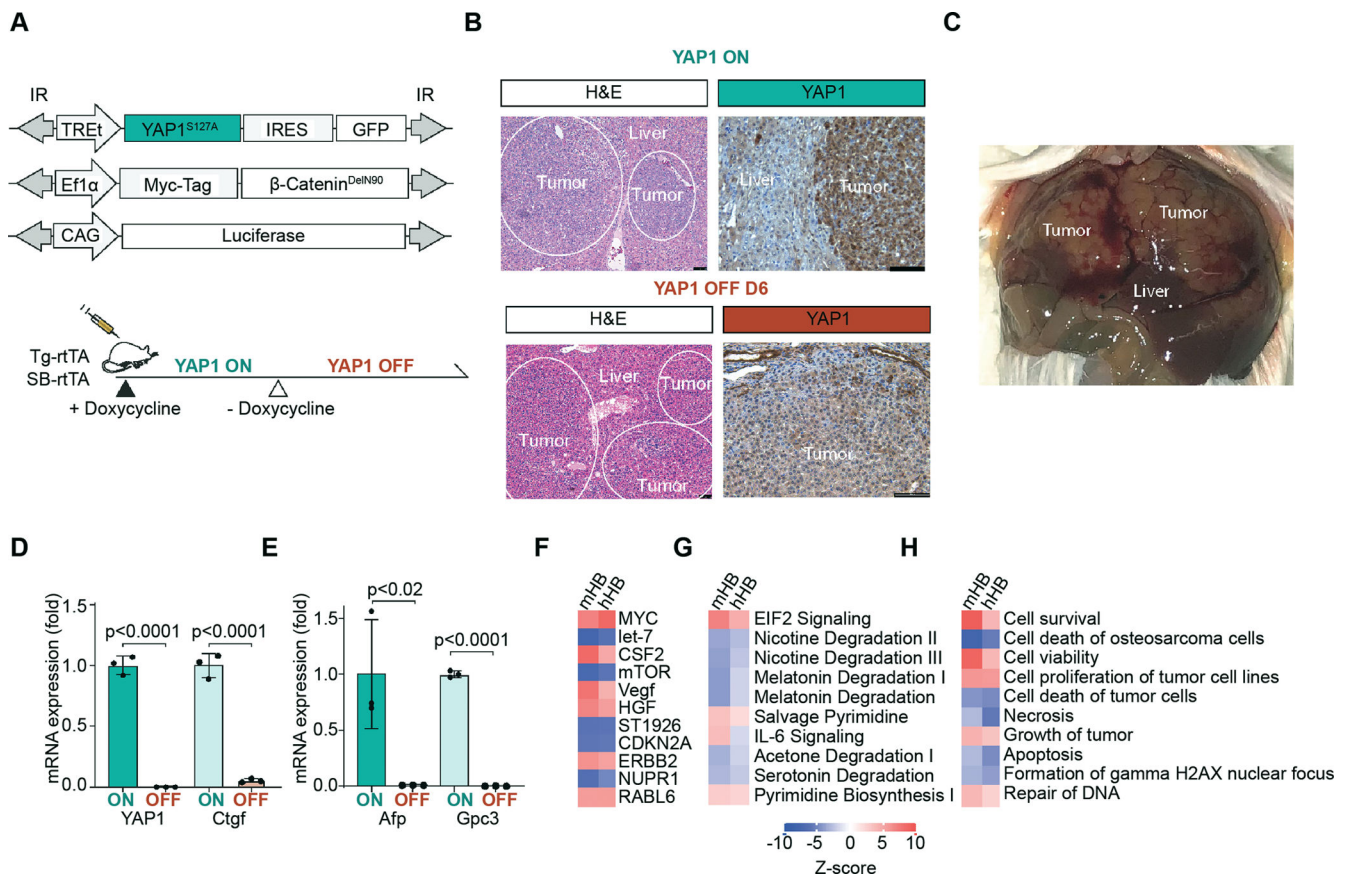 A
IR
IR
TREt
YAP1S127A
IRES
GFP
Ef1α
Myc-Tag
β-CateninDelN90
CAG
Luciferase
Tg-rtTA
SB-rtTA
YAP1 ON
YAP1 OFF
+ Doxycycline
- Doxycycline
B
YAP1 ON
H&E
YAP1
Liver
Tumor
Tumor
Liver
Tumor
YAP1 OFF D6
H&E
YAP1
Liver
Tumor
Tumor
Tumor
Tumor
C
Tumor
Tumor
Liver
D
mRNA expression (fold)
1.5
1.0
0.5
0.0
p<0.0001
p<0.0001
ON
OFF
ON
OFF
YAP1
Ctgf
E
mRNA expression (fold)
1.5
1.0
0.5
0.0
p<0.02
p<0.0001
ON
OFF
ON
OFF
Afp
Gpc3
F
mHB
hHB
MYC
let-7
CSF2
mTOR
Vegf
HGF
ST1926
CDKN2A
ERBB2
NUPR1
RABL6
G
mHB
hHB
EIF2 Signaling
Nicotine Degradation II
Nicotine Degradation III
Melatonin Degradation I
Melatonin Degradation
Salvage Pyrimidine
IL-6 Signaling
Acetone Degradation I
Serotonin Degradation
Pyrimidine Biosynthesis I
H
mHB
hHB
Cell survival
Cell death of osteosarcoma cells
Cell viability
Cell proliferation of tumor cell lines
Cell death of tumor cells
Necrosis
Growth of tumor
Apoptosis
Formation of gamma H2AX nuclear focus
Repair of DNA
-10
-5
0
5
10
Z-score